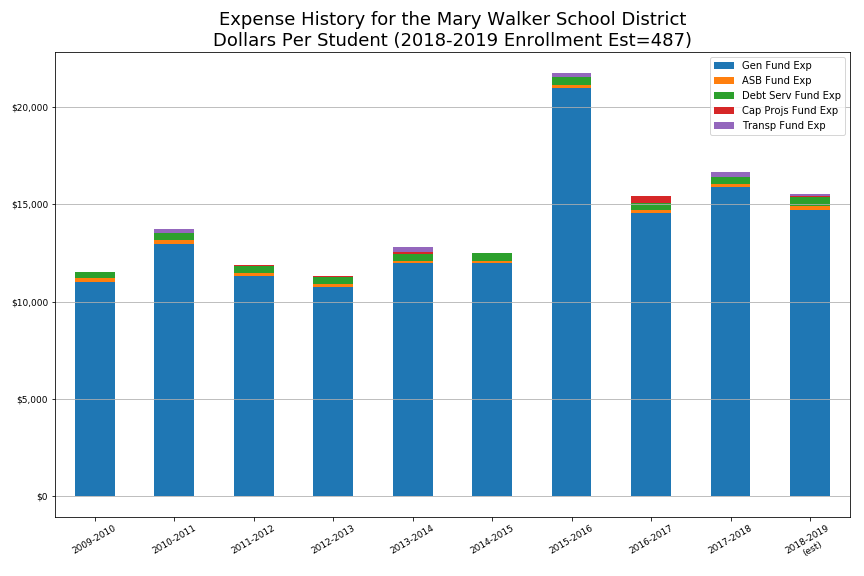 Expense History for the Mary Walker School District
Dollars Per Student (2018-2019 Enrollment Est=487)
Gen Fund Exp
ASB Fund Exp
Debt Serv Fund Exp
Cap Projs Fund Exp
Transp Fund Exp
$20,000
$15,000
$10,000
$5,000
$0
2009-2010
2010-2011
2011-2012
2012-2013
2013-2014
2014-2015
2015-2016
2016-2017
2017-2018
2018-2019
(est)